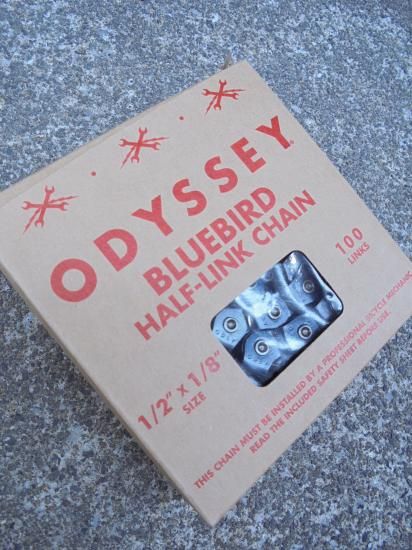 ODYSSEY
BLUEBIRD
HALF-LINK CHAIN
100
LINKS
1/2" x 1/8"
SIZE
THIS CHAIN MUST BE INSTALLED BY A PROFESSIONAL BICYCLE MECHANIC
READ THE INCLUDED SAFETY SHEET BEFORE USE.